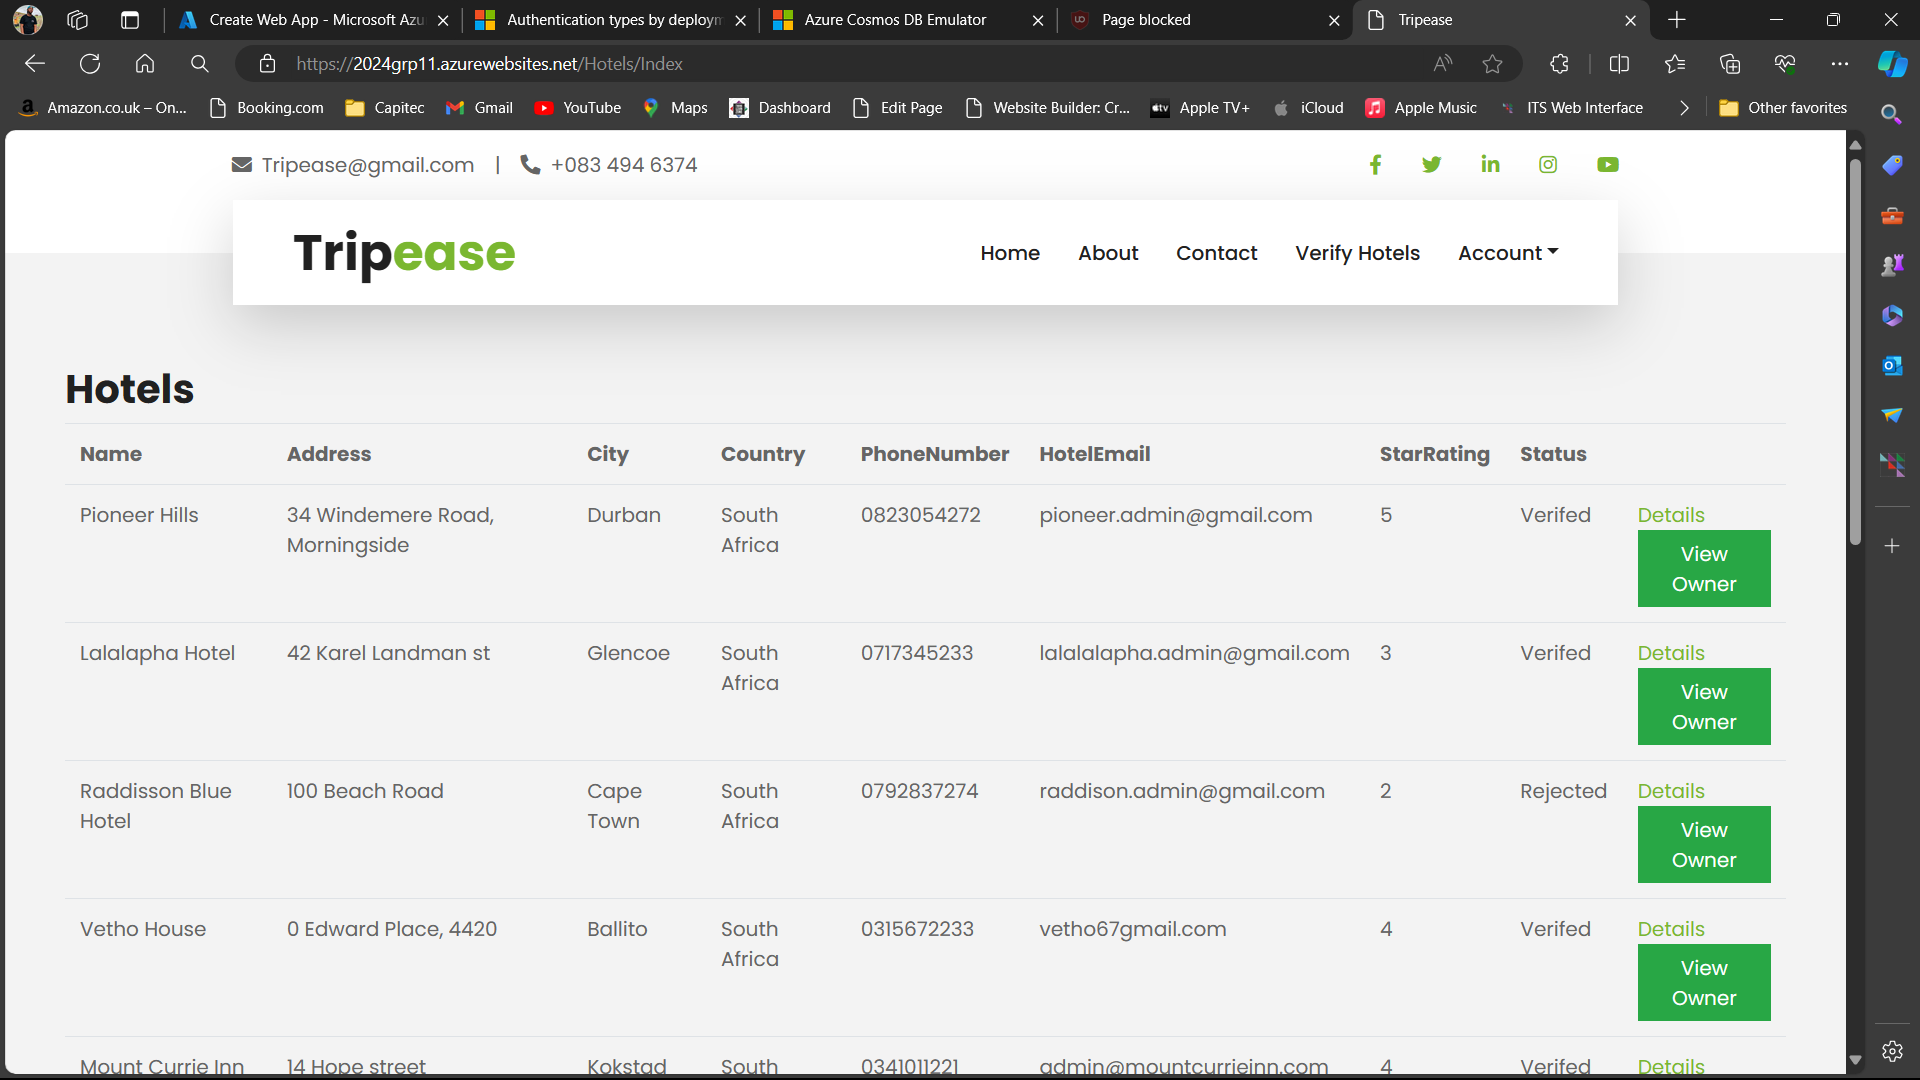 Create Web App - Microsoft Azu
Authentication types by deploym
Azure Cosmos DB Emulator
Page blocked
Tripease
https://2024grp11.azurewebsites.net/Hotels/Index
Amazon.co.uk – On...
Booking.com
Capitec
Gmail
YouTube
Maps
Dashboard
Edit Page
Website Builder: Cr...
Apple TV+
iCloud
Apple Music
ITS Web Interface
Other favorites
Tripease@gmail.com | +083 494 6374
Tripease
Home About Contact Verify Hotels Account
Hotels
Name Address City Country PhoneNumber HotelEmail StarRating Status
Pioneer Hills 34 Windemere Road, Durban South 0823054272 pioneer.admin@gmail.com 5 Verifed Details
Morningside Africa
View
Owner
Lalalapha Hotel 42 Karel Landman st Glencoe South 0717345233 lalalalapha.admin@gmail.com 3 Verifed Details
Africa
View
Owner
Raddisson Blue 100 Beach Road Cape South 0792837274 raddison.admin@gmail.com 2 Rejected Details
Hotel Town Africa
View
Owner
Vetho House 0 Edward Place, 4420 Ballito South 0315672233 vetho67gmail.com 4 Verifed Details
Africa
View
Owner
Mount Currie Inn 14 Hope street Kokstad South 0341011221 admin@mountcurrieinn.com 4 Verifed Details